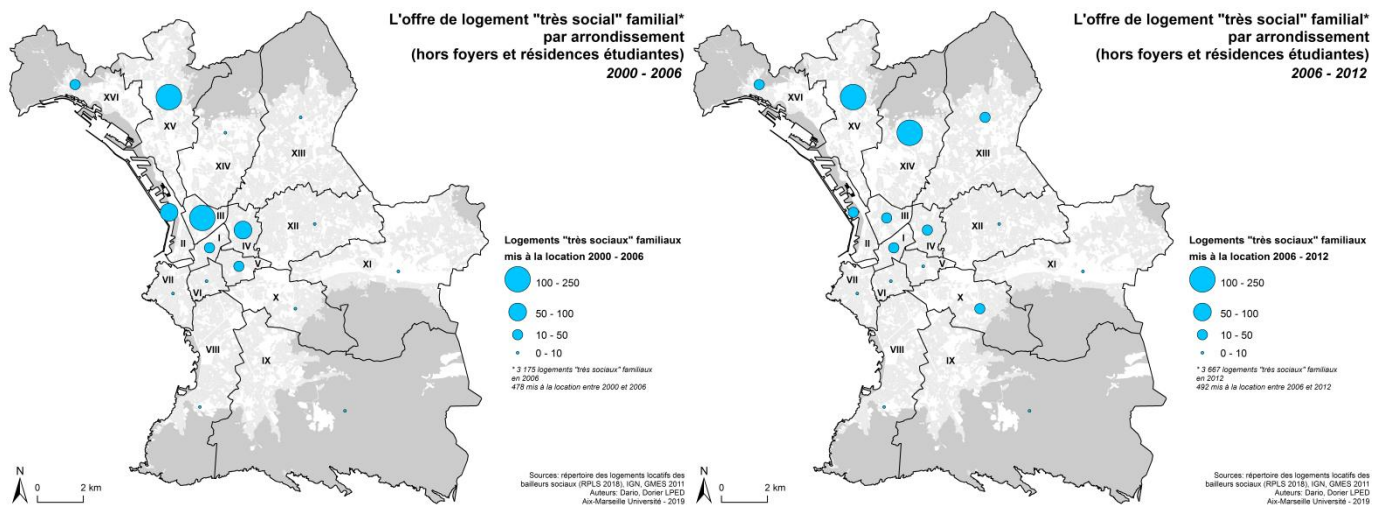 L'offre de logement "très social" familial*
par arrondissement
(hors foyers et résidences étudiantes)
2000 - 2006
XVI
XV
XIV
XIII
III
XII
I
II
IV
V
XI
VII
VI
X
VIII
IX
Logements "très sociaux" familiaux
mis à la location 2000 - 2006
100 - 250
50 - 100
10 - 50
0 - 10
* 3 175 logements "très sociaux" familiaux
en 2006
478 mis à la location entre 2000 et 2006
N
0 2 km
Sources: répertoire des logements locatifs des
bailleurs sociaux (RPLS 2018), IGN, GMES 2011
Auteurs: Dario, Dorier LPED
Aix-Marseille Université - 2019
L'offre de logement "très social" familial*
par arrondissement
(hors foyers et résidences étudiantes)
2006 - 2012
XVI
XV
XIV
XIII
III
XII
I
II
IV
V
XI
VII
VI
X
VIII
IX
Logements "très sociaux" familiaux
mis à la location 2006 - 2012
100 - 250
50 - 100
10 - 50
0 - 10
* 3 667 logements "très sociaux" familiaux
en 2012
492 mis à la location entre 2006 et 2012
N
0 2 km
Sources: répertoire des logements locatifs des
bailleurs sociaux (RPLS 2018), IGN, GMES 2011
Auteurs: Dario, Dorier LPED
Aix-Marseille Université - 2019